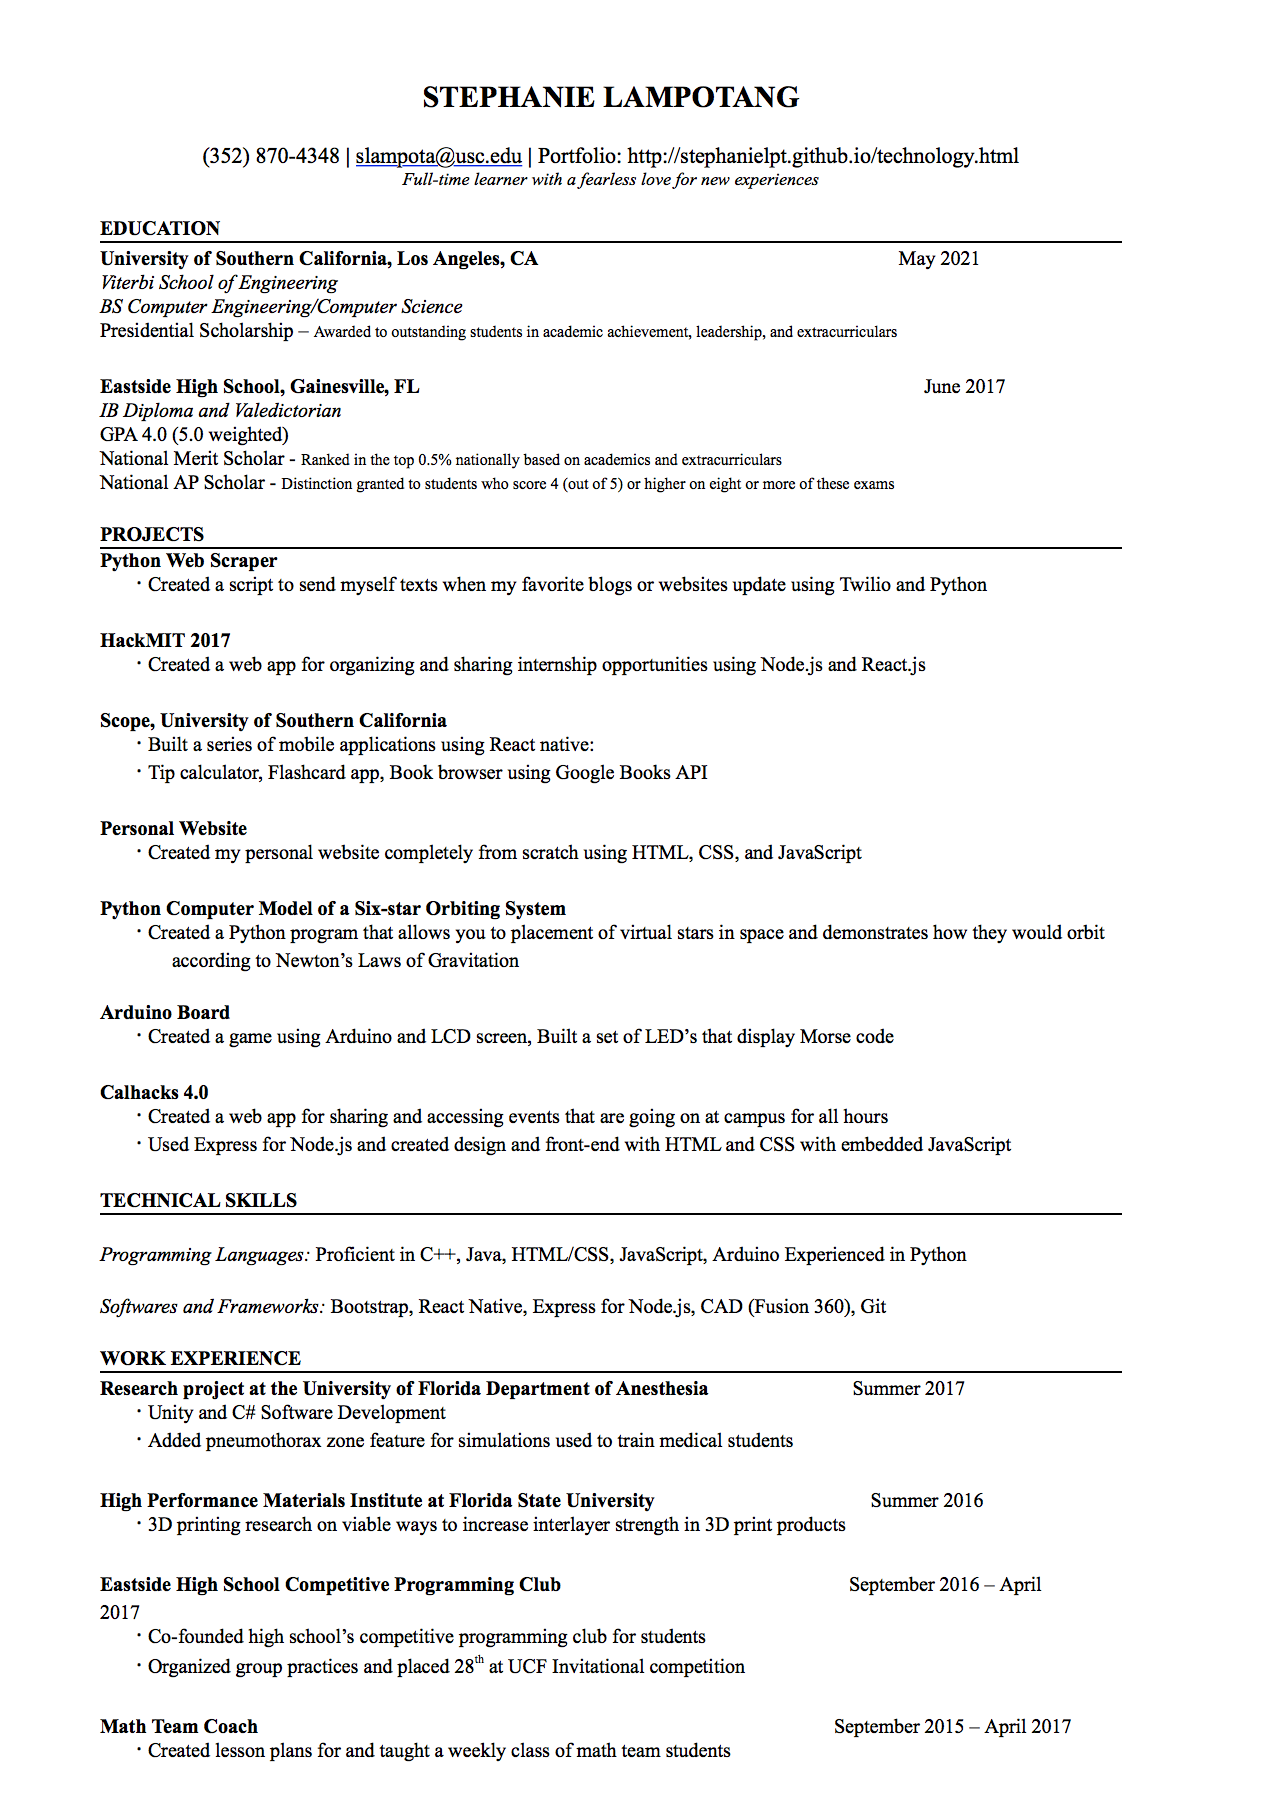 STEPHANIE LAMPOTANG
(352) 870-4348 | slampota@usc.edu | Portfolio: http://stephanielpt.github.io/technology.html
Full-time learner with a fearless love for new experiences
EDUCATION
University of Southern California, Los Angeles, CA May 2021
Viterbi School of Engineering
BS Computer Engineering/Computer Science
Presidential Scholarship – Awarded to outstanding students in academic achievement, leadership, and extracurriculars
Eastside High School, Gainesville, FL June 2017
IB Diploma and Valedictorian
GPA 4.0 (5.0 weighted)
National Merit Scholar - Ranked in the top 0.5% nationally based on academics and extracurriculars
National AP Scholar - Distinction granted to students who score 4 (out of 5) or higher on eight or more of these exams
PROJECTS
Python Web Scraper
· Created a script to send myself texts when my favorite blogs or websites update using Twilio and Python
HackMIT 2017
· Created a web app for organizing and sharing internship opportunities using Node.js and React.js
Scope, University of Southern California
· Built a series of mobile applications using React native:
· Tip calculator, Flashcard app, Book browser using Google Books API
Personal Website
· Created my personal website completely from scratch using HTML, CSS, and JavaScript
Python Computer Model of a Six-star Orbiting System
· Created a Python program that allows you to placement of virtual stars in space and demonstrates how they would orbit
according to Newton’s Laws of Gravitation
Arduino Board
· Created a game using Arduino and LCD screen, Built a set of LED’s that display Morse code
Calhacks 4.0
· Created a web app for sharing and accessing events that are going on at campus for all hours
· Used Express for Node.js and created design and front-end with HTML and CSS with embedded JavaScript
TECHNICAL SKILLS
Programming Languages: Proficient in C++, Java, HTML/CSS, JavaScript, Arduino Experienced in Python
Softwares and Frameworks: Bootstrap, React Native, Express for Node.js, CAD (Fusion 360), Git
WORK EXPERIENCE
Research project at the University of Florida Department of Anesthesia Summer 2017
· Unity and C# Software Development
· Added pneumothorax zone feature for simulations used to train medical students
High Performance Materials Institute at Florida State University Summer 2016
· 3D printing research on viable ways to increase interlayer strength in 3D print products
Eastside High School Competitive Programming Club September 2016 – April
2017
· Co-founded high school’s competitive programming club for students
· Organized group practices and placed 28th at UCF Invitational competition
Math Team Coach September 2015 – April 2017
· Created lesson plans for and taught a weekly class of math team students